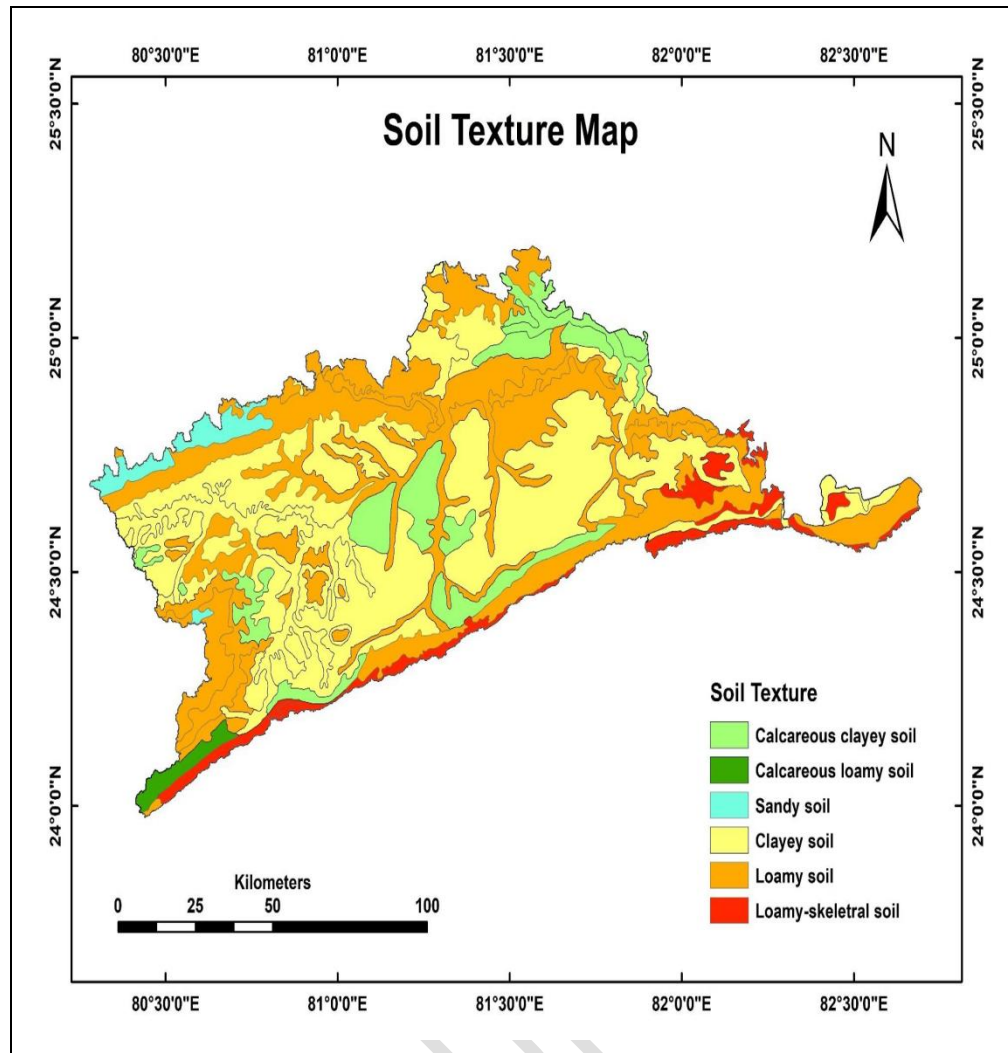 80°30'0"E 81°0'0"E 81°30'0"E 82°0'0"E 82°30'0"E
25°30'0"N 25°30'0"N
Soil Texture Map
N
25°0'0"N 25°0'0"N
24°30'0"N 24°30'0"N
Soil Texture
Calcareous clayey soil
Calcareous loamy soil
Sandy soil
Clayey soil
Loamy soil
Loamy-skeletral soil
24°0'0"N 24°0'0"N
Kilometers
0 25 50 100
80°30'0"E 81°0'0"E 81°30'0"E 82°0'0"E 82°30'0"E